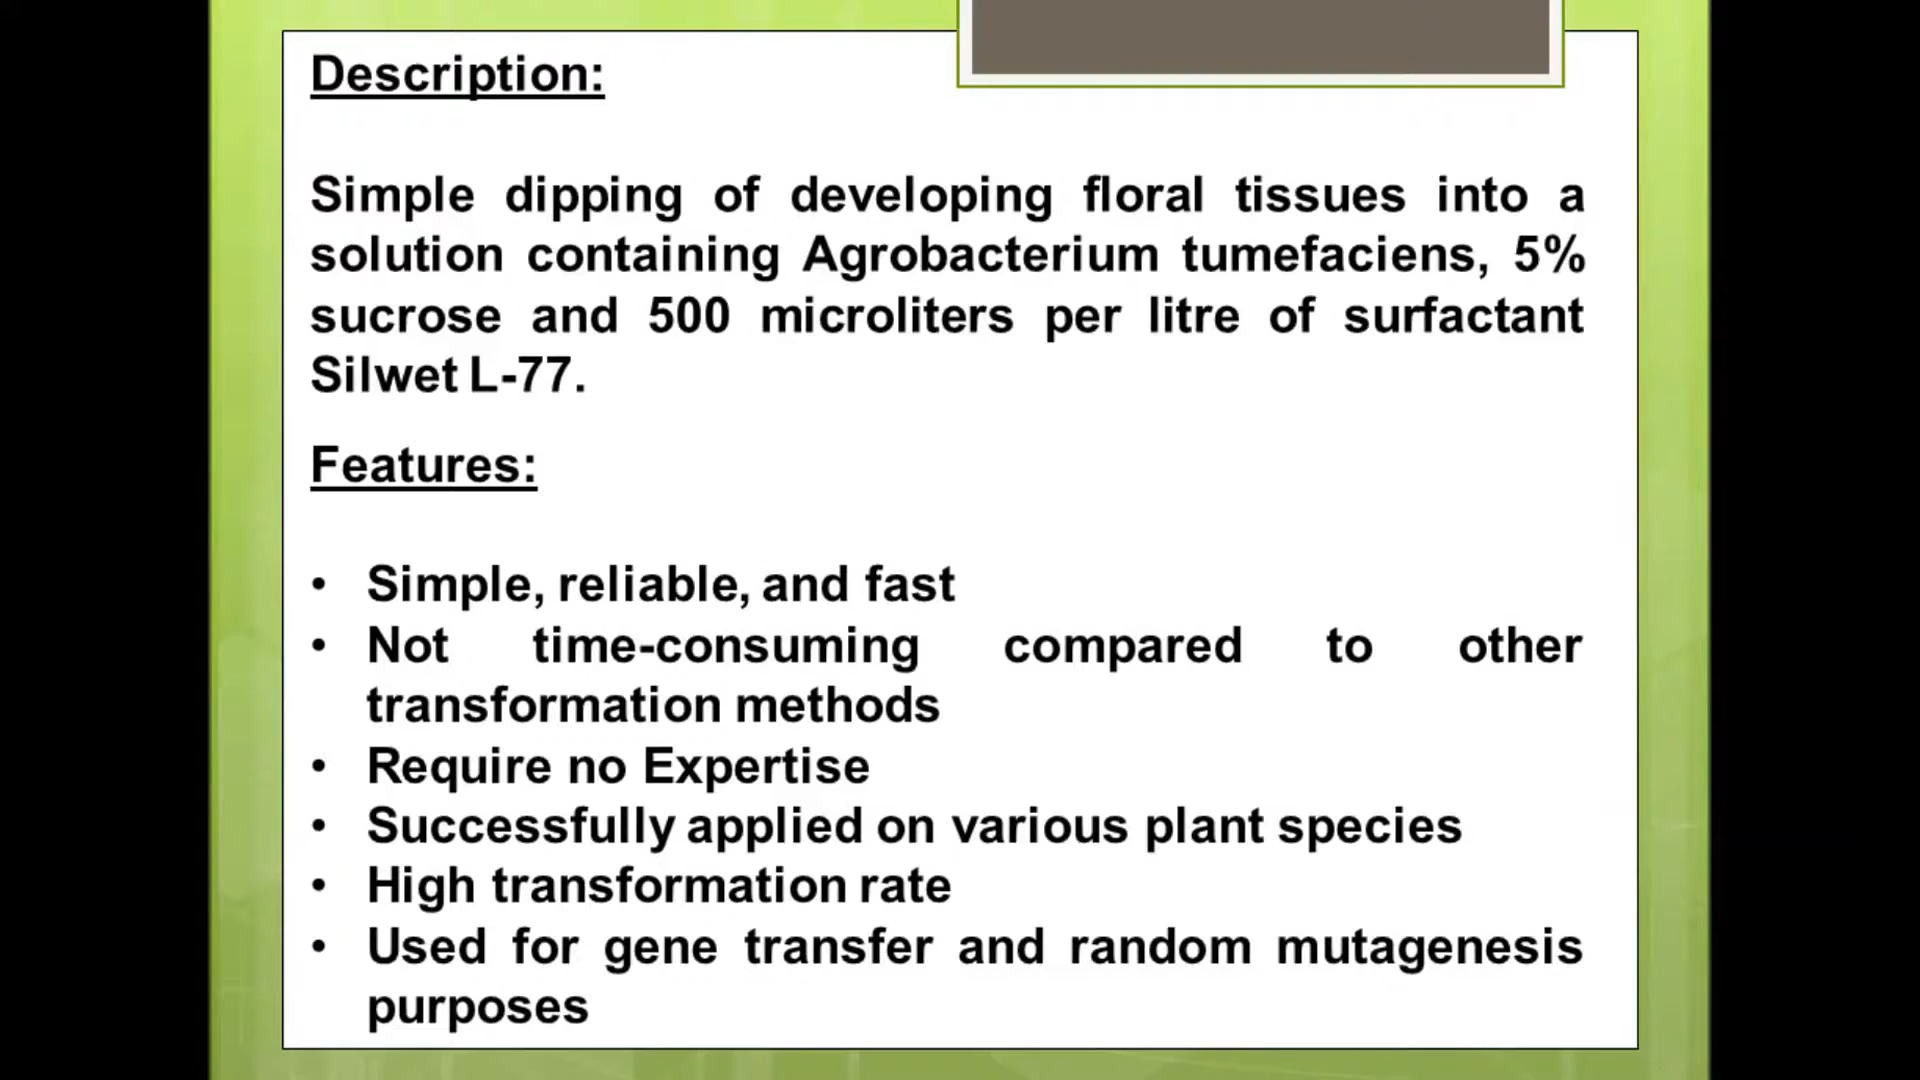 Description:
Simple dipping of developing floral tissues into a
solution containing Agrobacterium tumefaciens, 5%
sucrose and 500 microliters per litre of surfactant
Silwet L-77.
Features:
• Simple, reliable, and fast
• Not time-consuming compared to other
transformation methods
• Require no Expertise
• Successfully applied on various plant species
• High transformation rate
• Used for gene transfer and random mutagenesis
purposes